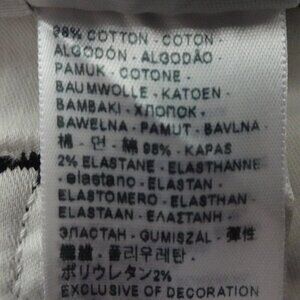 98% COTTON · COTON ·
ALGODÓN · ALGODÃO ·
PAMUK · COTONE ·
BAUMWOLLE · KATOEN ·
BAMBAKI · ХЛОПОК ·
BAWEŁNA · PAMUT · BAVLNA
棉 · 면 · 綿 98% · KAPAS
2% ELASTANE · ELASTHANNE
· elastano · ELASTAN ·
ELASTOMERO · ELASTHAN ·
ELASTAAN · ΕΛΑΣΤΑΝΗ ·
ЭЛАСТАН · GUMISZÁL · 彈性
纖維 · 폴리우레탄 ·
ポリウレタン 2%
EXCLUSIVE OF DECORATION